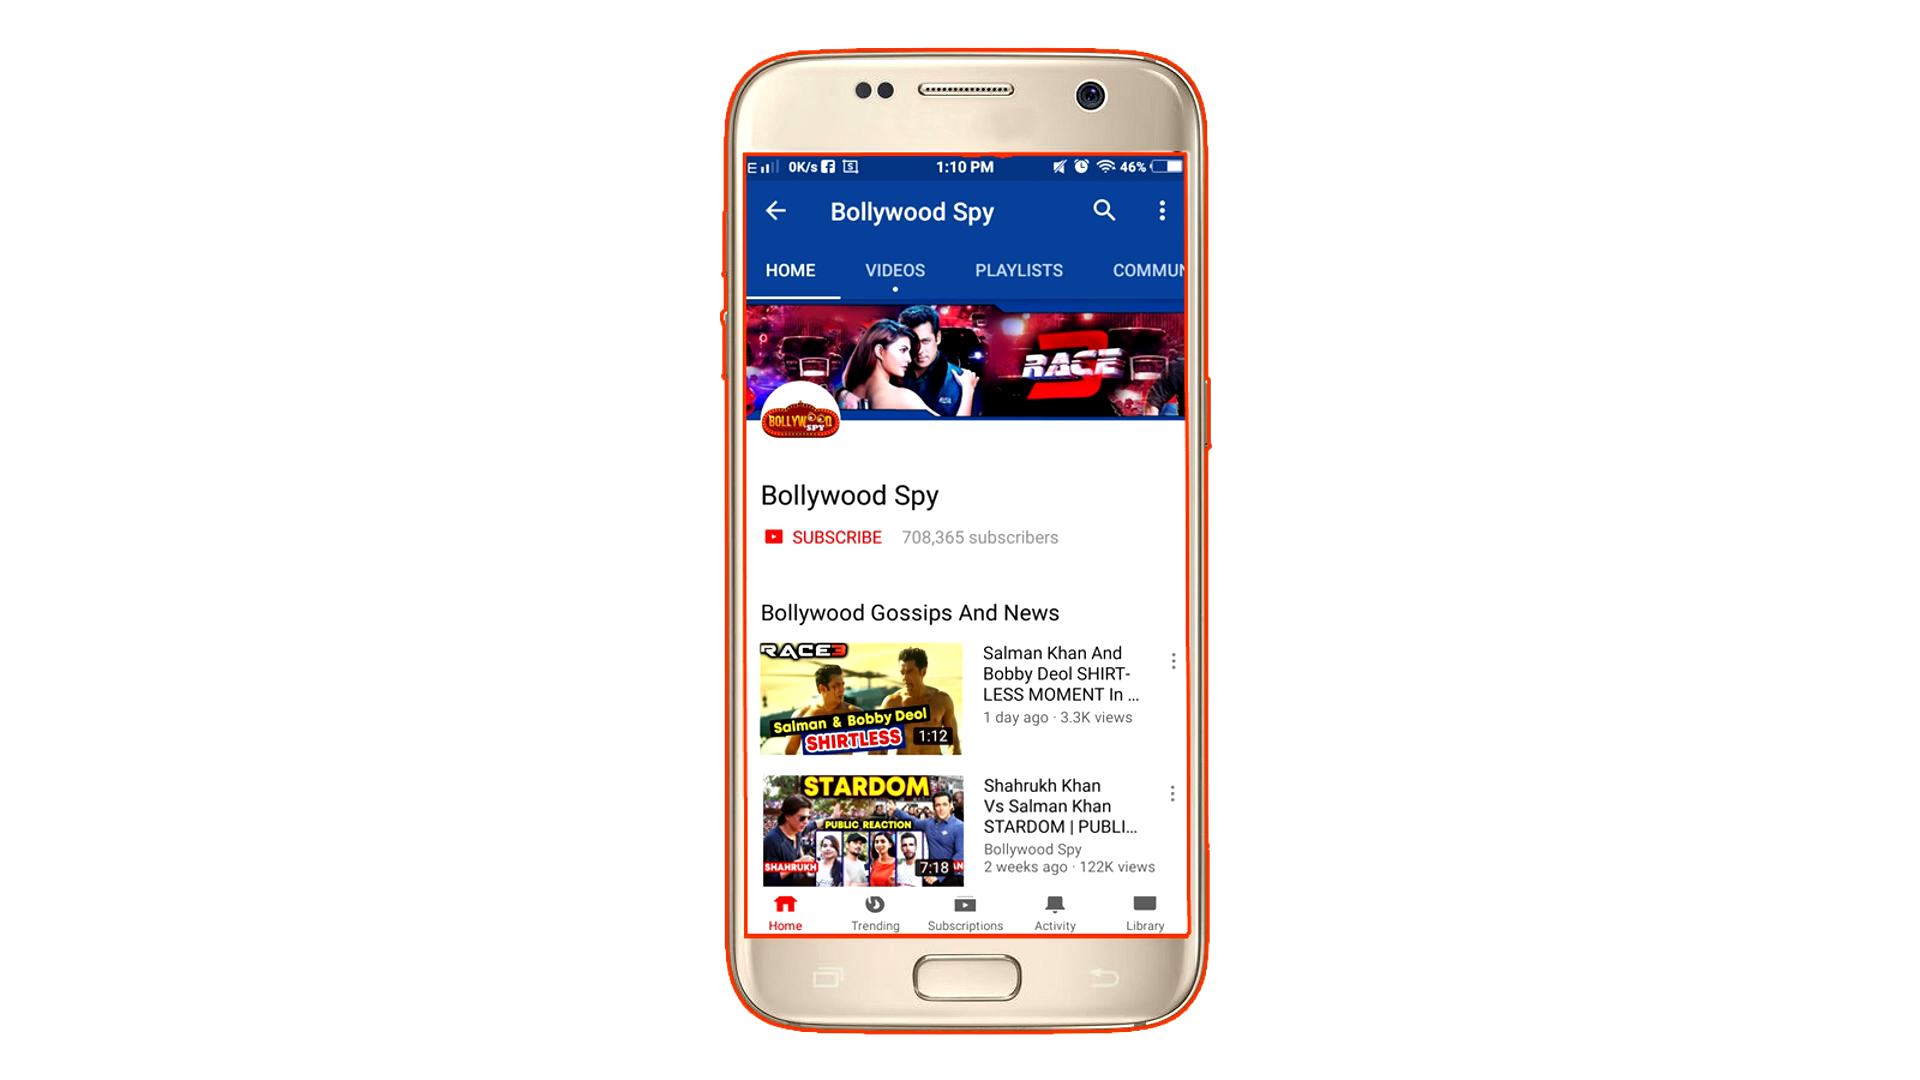 E 0K/s 1:10 PM 46%
Bollywood Spy
HOME VIDEOS PLAYLISTS COMMUN
RACE 3
BOLLYWOOD
SPY
Bollywood Spy
SUBSCRIBE 708,365 subscribers
Bollywood Gossips And News
RACE3
Salman & Bobby Deol
SHIRTLESS
1:12
Salman Khan And
Bobby Deol SHIRT-
LESS MOMENT In ...
1 day ago · 3.3K views
STARDOM
PUBLIC REACTION
SHAHRUKH
7:18
Shahrukh Khan
Vs Salman Khan
STARDOM | PUBLI...
Bollywood Spy
2 weeks ago · 122K views
Home Trending Subscriptions Activity Library